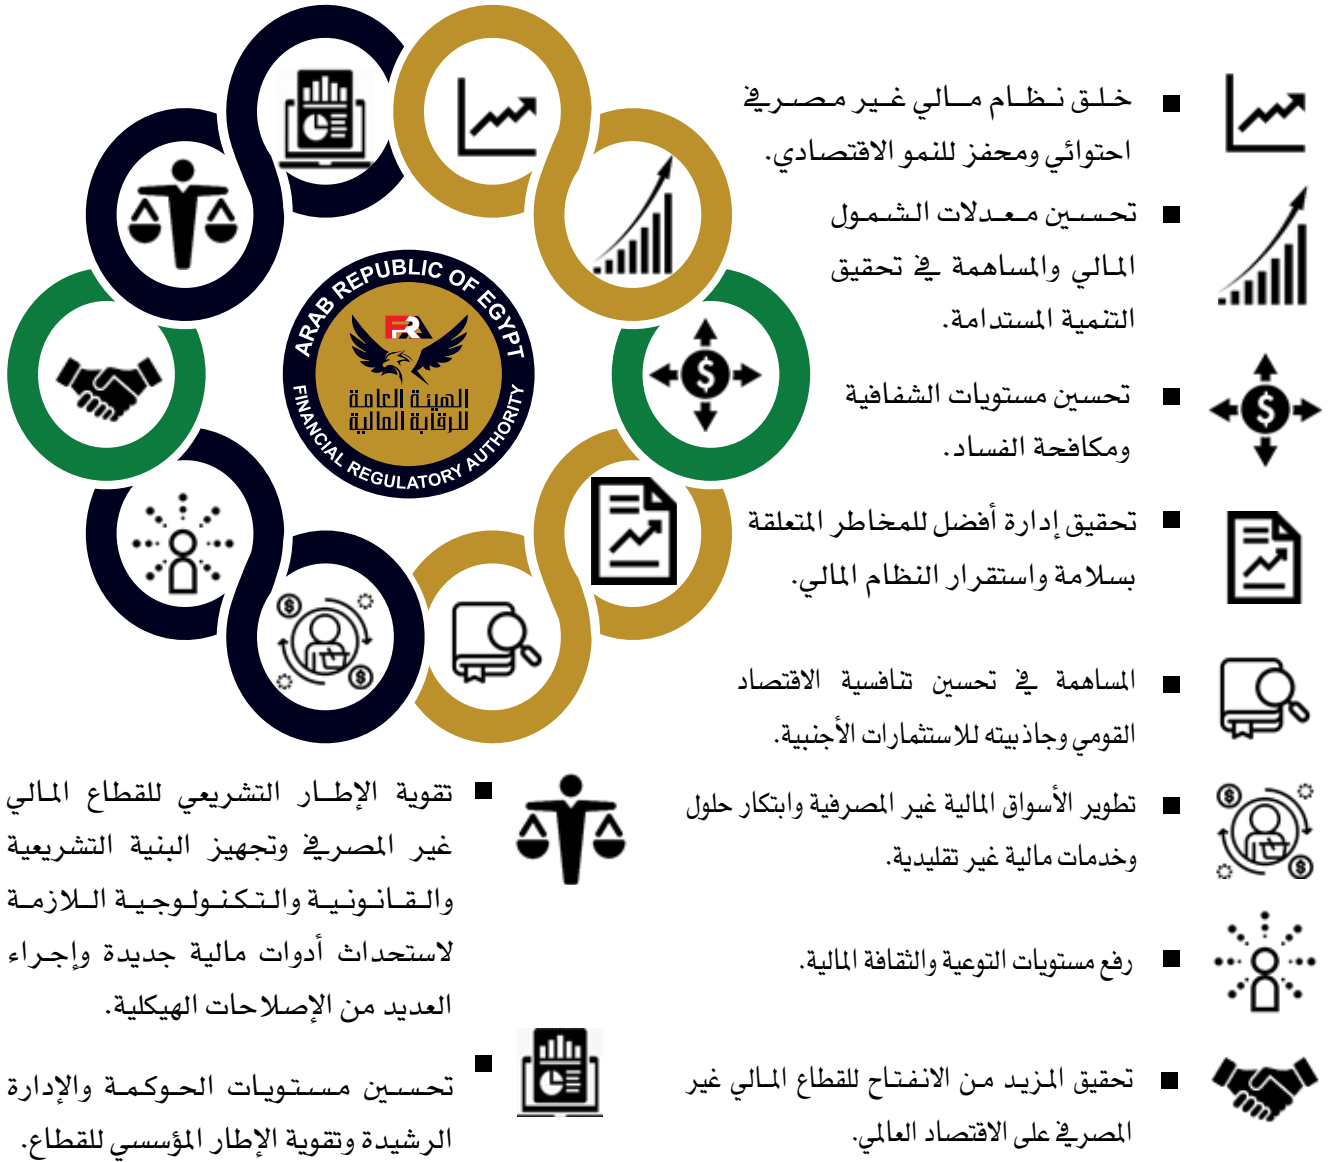 ARAB REPUBLIC OF EGYPT
FRA
الهيئة العامة
للرقابة المالية
FINANCIAL REGULATORY AUTHORITY
خلق نظام مالي غير مصرفي
احتوائي ومحفز للنمو الاقتصادي.
تحسين معدلات الشمول
المالي والمساهمة في تحقيق
التنمية المستدامة.
تحسين مستويات الشفافية
ومكافحة الفساد.
تحقيق إدارة أفضل للمخاطر المتعلقة
بسلامة واستقرار النظام المالي.
المساهمة في تحسين تنافسية الاقتصاد
القومي وجاذبيته للاستثمارات الأجنبية.
تطوير الأسواق المالية غير المصرفية وابتكار حلول
وخدمات مالية غير تقليدية.
رفع مستويات التوعية والثقافة المالية.
تحقيق المزيد من الانفتاح للقطاع المالي غير
المصرفي على الاقتصاد العالمي.
تقوية الإطار التشريعي للقطاع المالي
غير المصرفي وتجهيز البنية التشريعية
والقانونية والتكنولوجية اللازمة
لاستحداث أدوات مالية جديدة وإجراء
العديد من الإصلاحات الهيكلية.
تحسين مستويات الحوكمة والإدارة
الرشيدة وتقوية الإطار المؤسسي للقطاع.